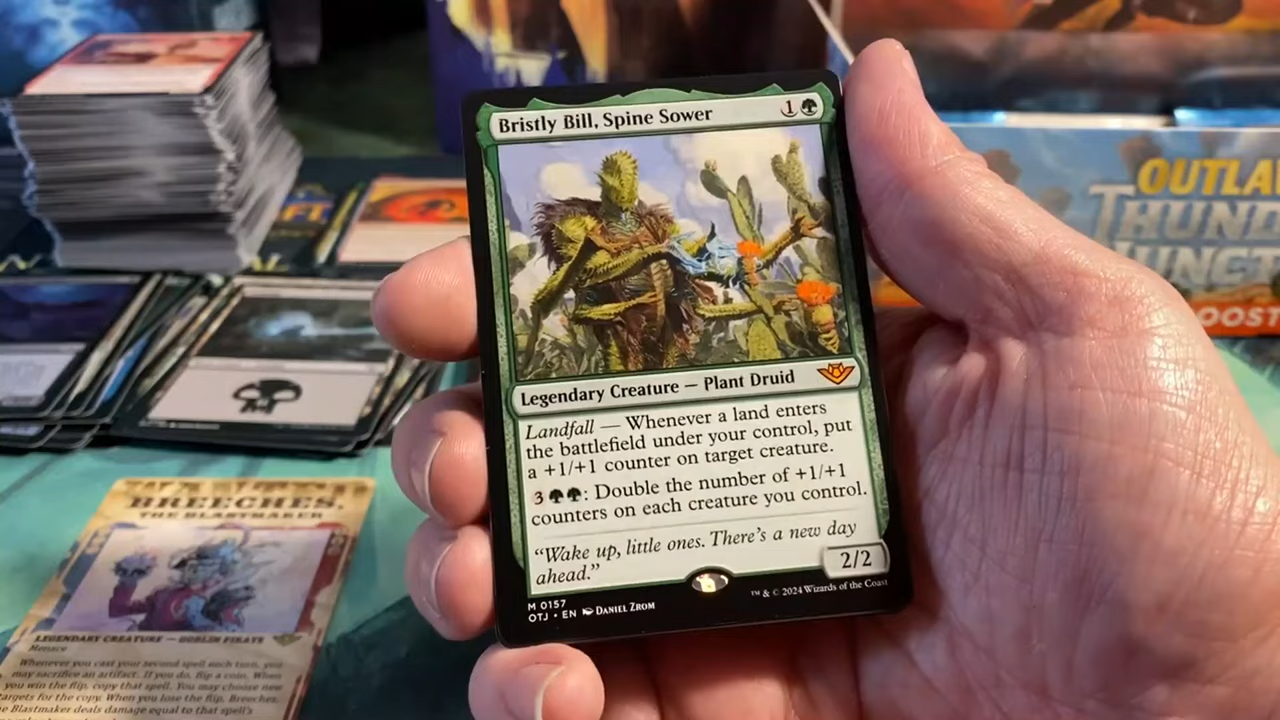 Bristly Bill, Spine Sower 1
Legendary Creature — Plant Druid
Landfall — Whenever a land enters
the battlefield under your control, put
a +1/+1 counter on target creature.
3 : Double the number of +1/+1
counters on each creature you control.
“Wake up, little ones. There’s a new day
ahead.”
2/2
M 0157
OTJ • EN DANIEL ZROM
™ & © 2024 Wizards of the Coast
OUTLA
THUND
UNCT
OOST
BREECHES,
THE BLASTMAKER
LEGENDARY CREATURE — GOBLIN PIRATE
Menace
Whenever you cast your second spell each turn, you
may sacrifice an artifact. If you do, flip a coin. When
you win the flip, copy that spell. You may choose new
targets for the copy. When you lose the flip, Breeches,
the Blastmaker deals damage equal to that spell's